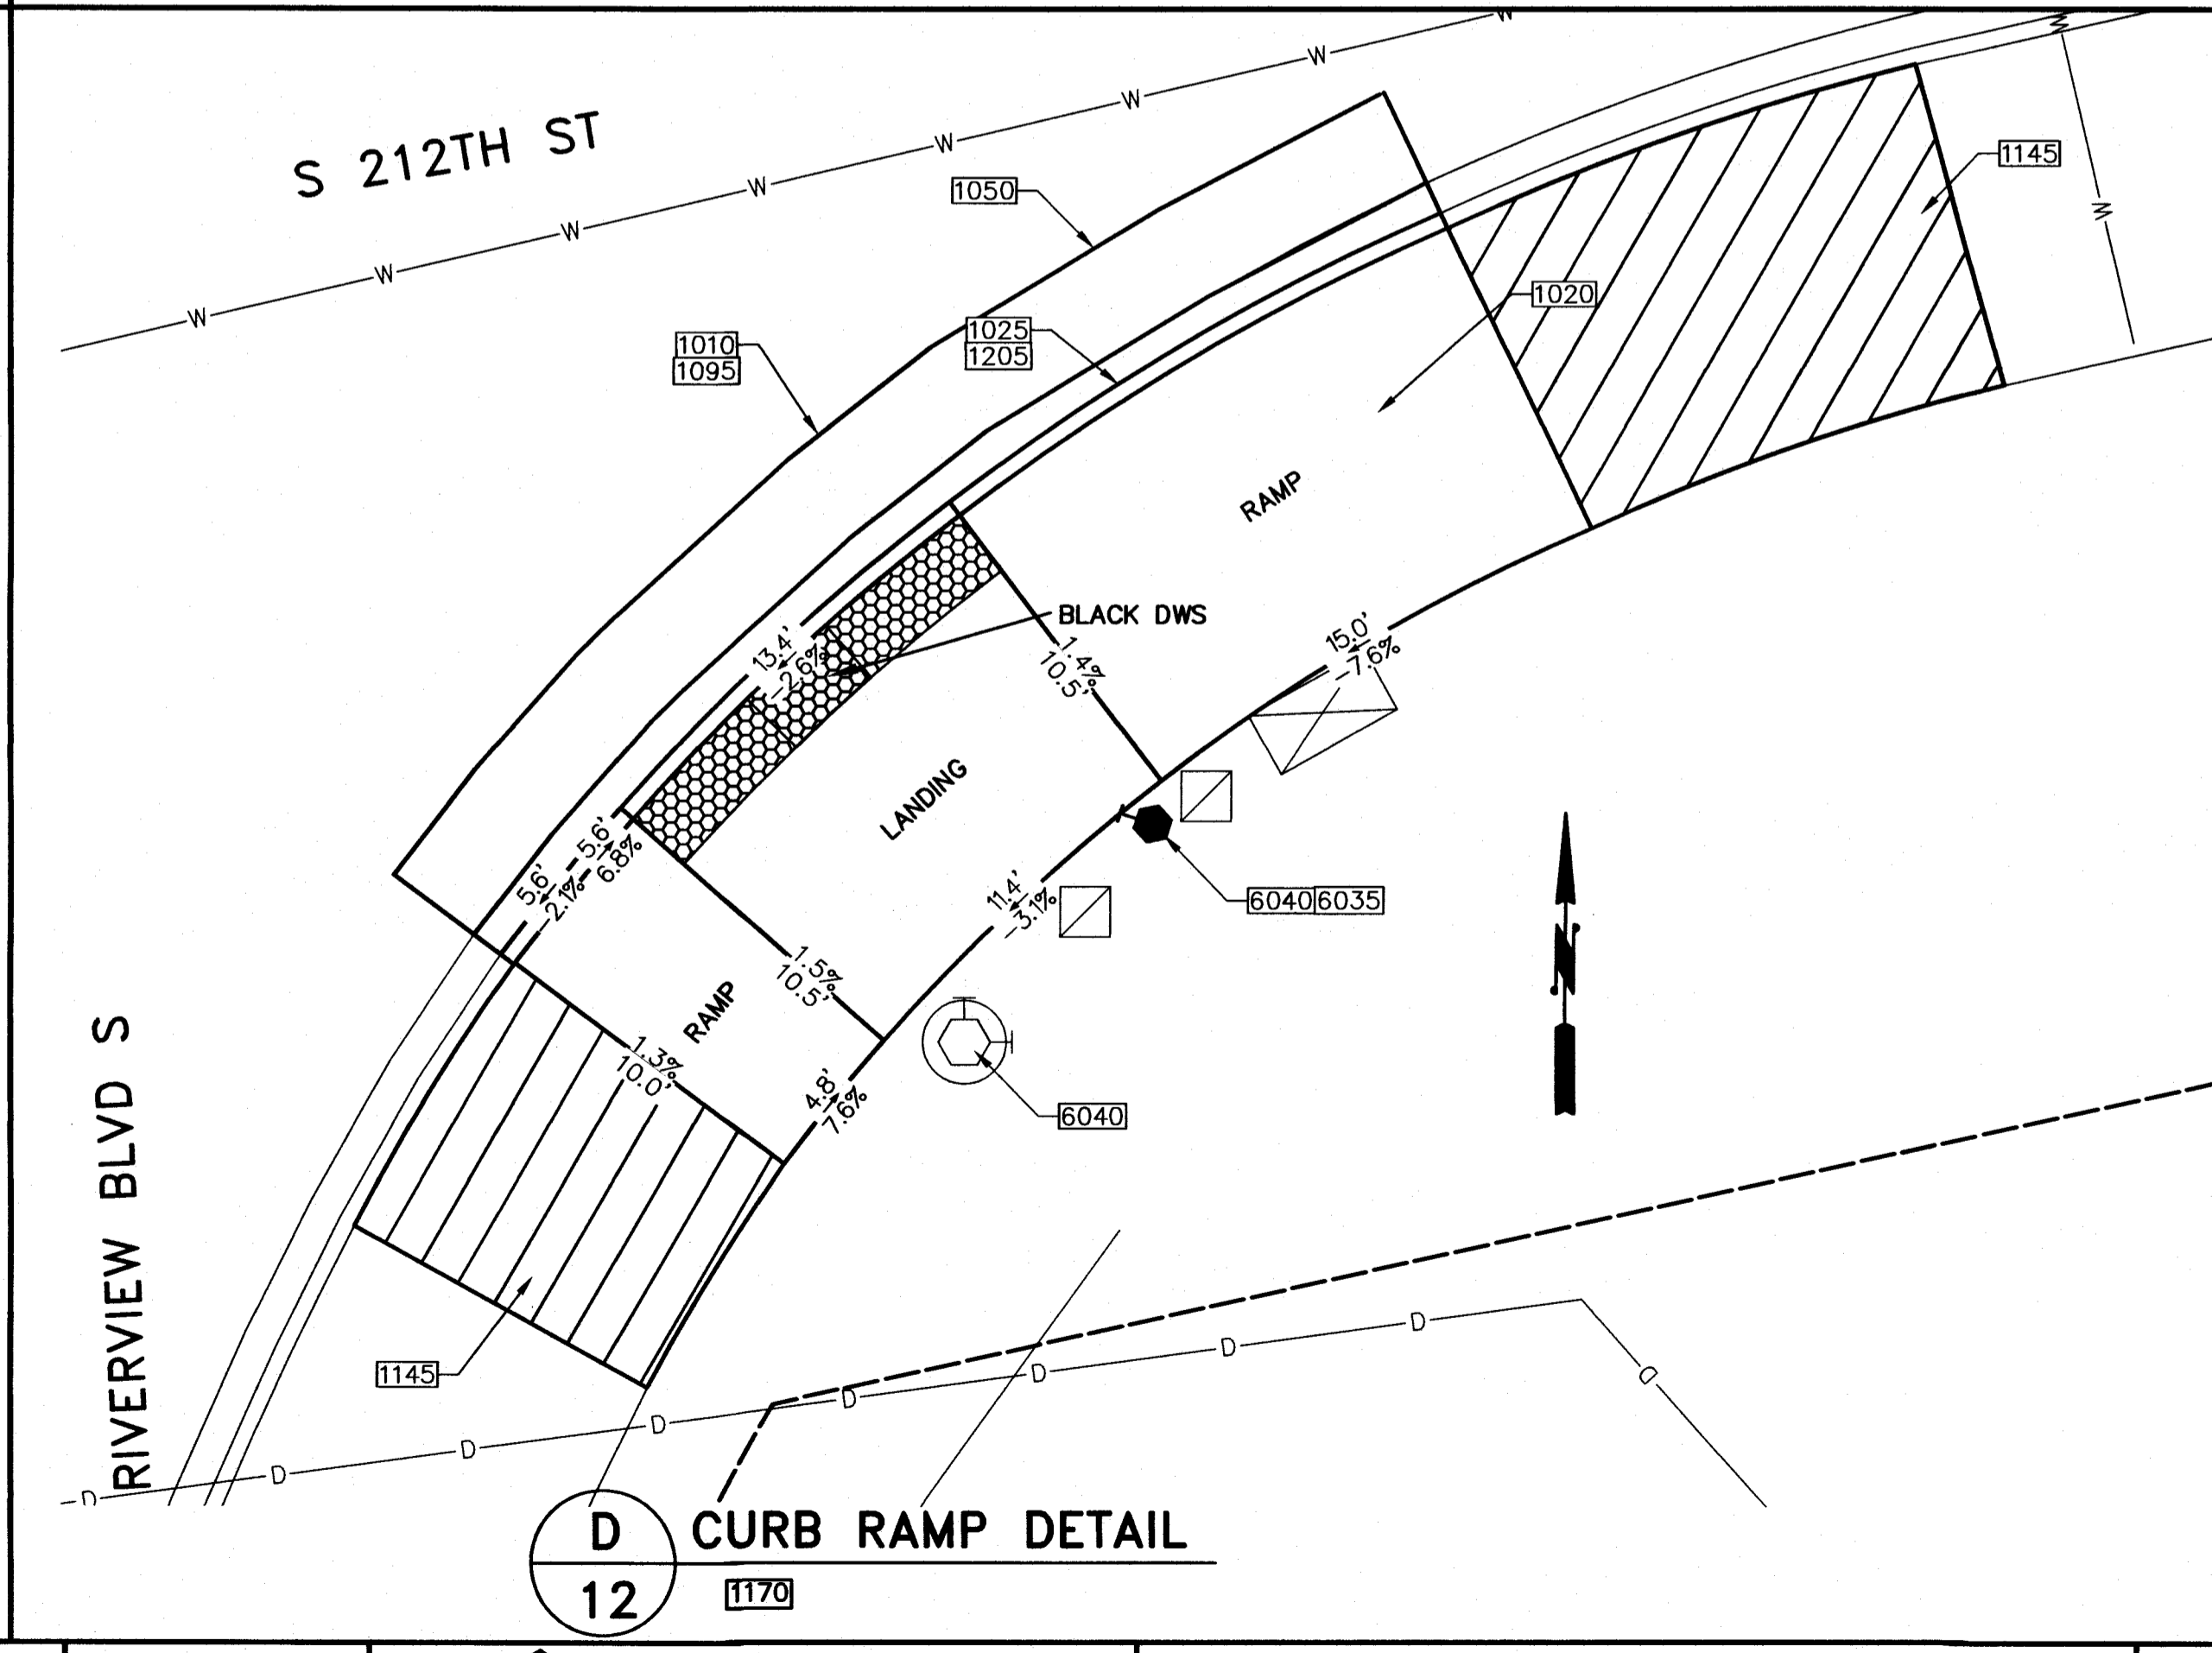 W W W W W W W W
S 212TH ST
W
W
1050
1145
1010
1095
1025
1205
1020
RAMP
BLACK DWS
13.4'
-2.6%
1.4%
10.5'
15.0'
-7.6%
LANDING
5.6'
6.8%
5.6'
-2.1%
11.4'
-3.1%
6040 6035
N
1.5%
10.5'
RAMP
1.3%
10.0'
4.8'
7.6%
6040
RIVERVIEW BLVD S
1145
D D D D D D D D
D
CURB RAMP DETAIL
12
1170